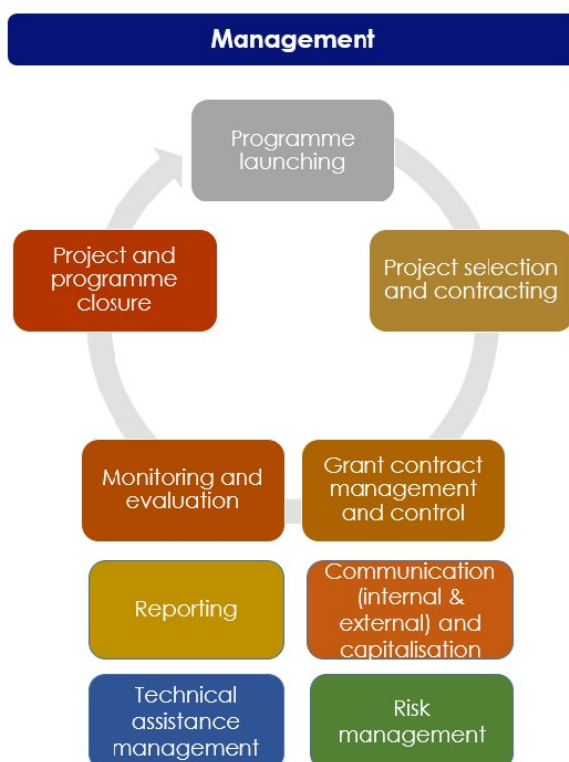 Management
Programme
launching
Project and
programme
closure
Project selection
and contracting
Monitoring and
evaluation
Grant contract
management
and control
Reporting
Communication
(internal &
external) and
capitalisation
Technical
assistance
management
Risk
management